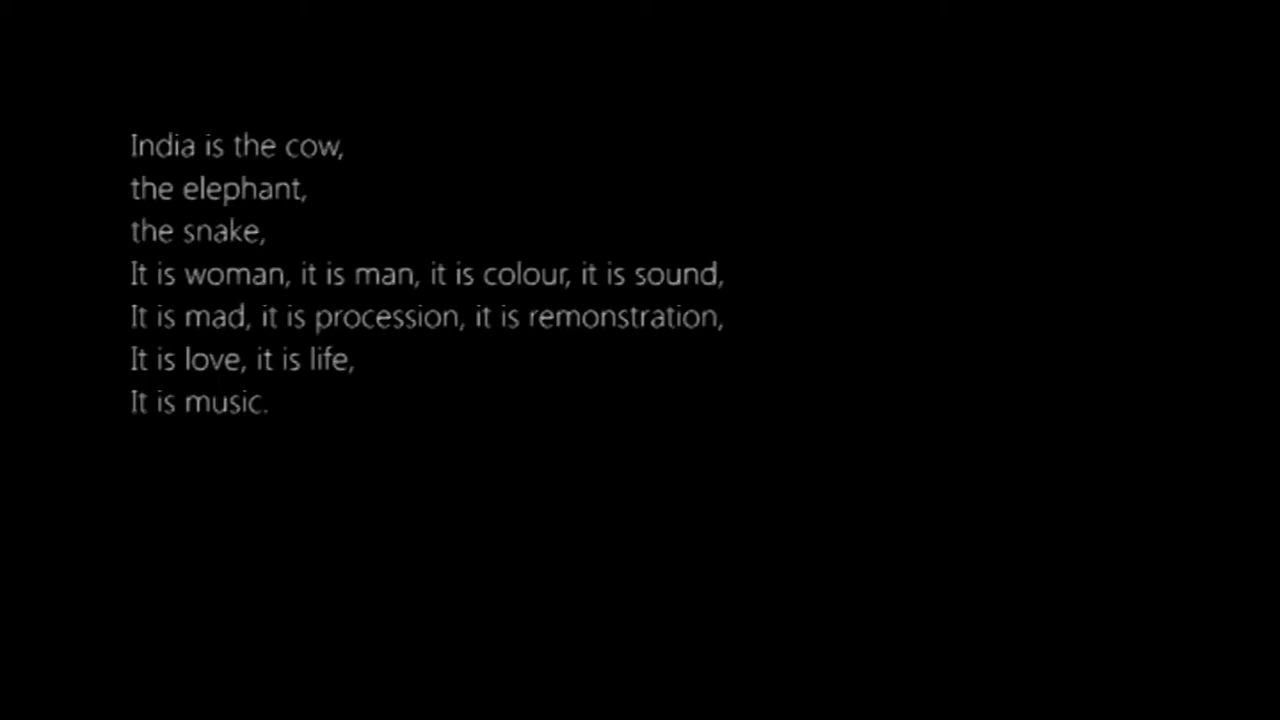 India is the cow,
the elephant,
the snake,
It is woman, it is man, it is colour, it is sound,
It is mad, it is procession, it is remonstration,
It is love, it is life,
It is music.